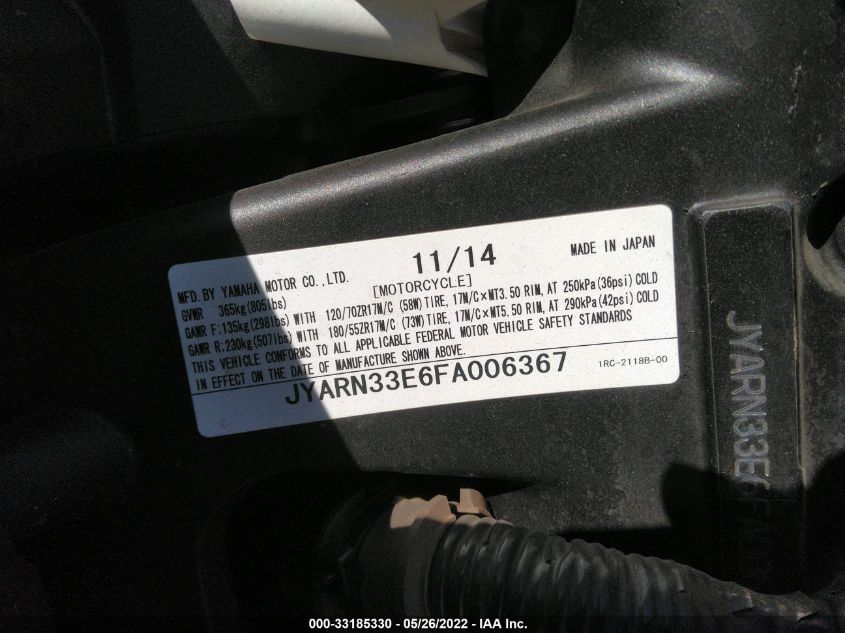 11/14
MADE IN JAPAN
MFD. BY YAMAHA MOTOR CO.,LTD.
[MOTORCYCLE]
GVWR 365kg(805lbs)
GAWR F:135kg(298lbs)WITH 120/70ZR17M/C (58W)TIRE, 17M/C×MT3.50 RIM, AT 250kPa(36psi)COLD
GAWR R:230kg(507lbs)WITH 180/55ZR17M/C (73W)TIRE, 17M/C×MT5.50 RIM, AT 290kPa(42psi)COLD
THIS VEHICLE CONFORMS TO ALL APPLICABLE FEDERAL MOTOR VEHICLE SAFETY STANDARDS
IN EFFECT ON THE DATE OF MANUFACTURE SHOWN ABOVE.
JYARN33E6FA006367
1RC-2118B-00
JYARN33E6FA
000-33185330 - 05/26/2022 - IAA Inc.